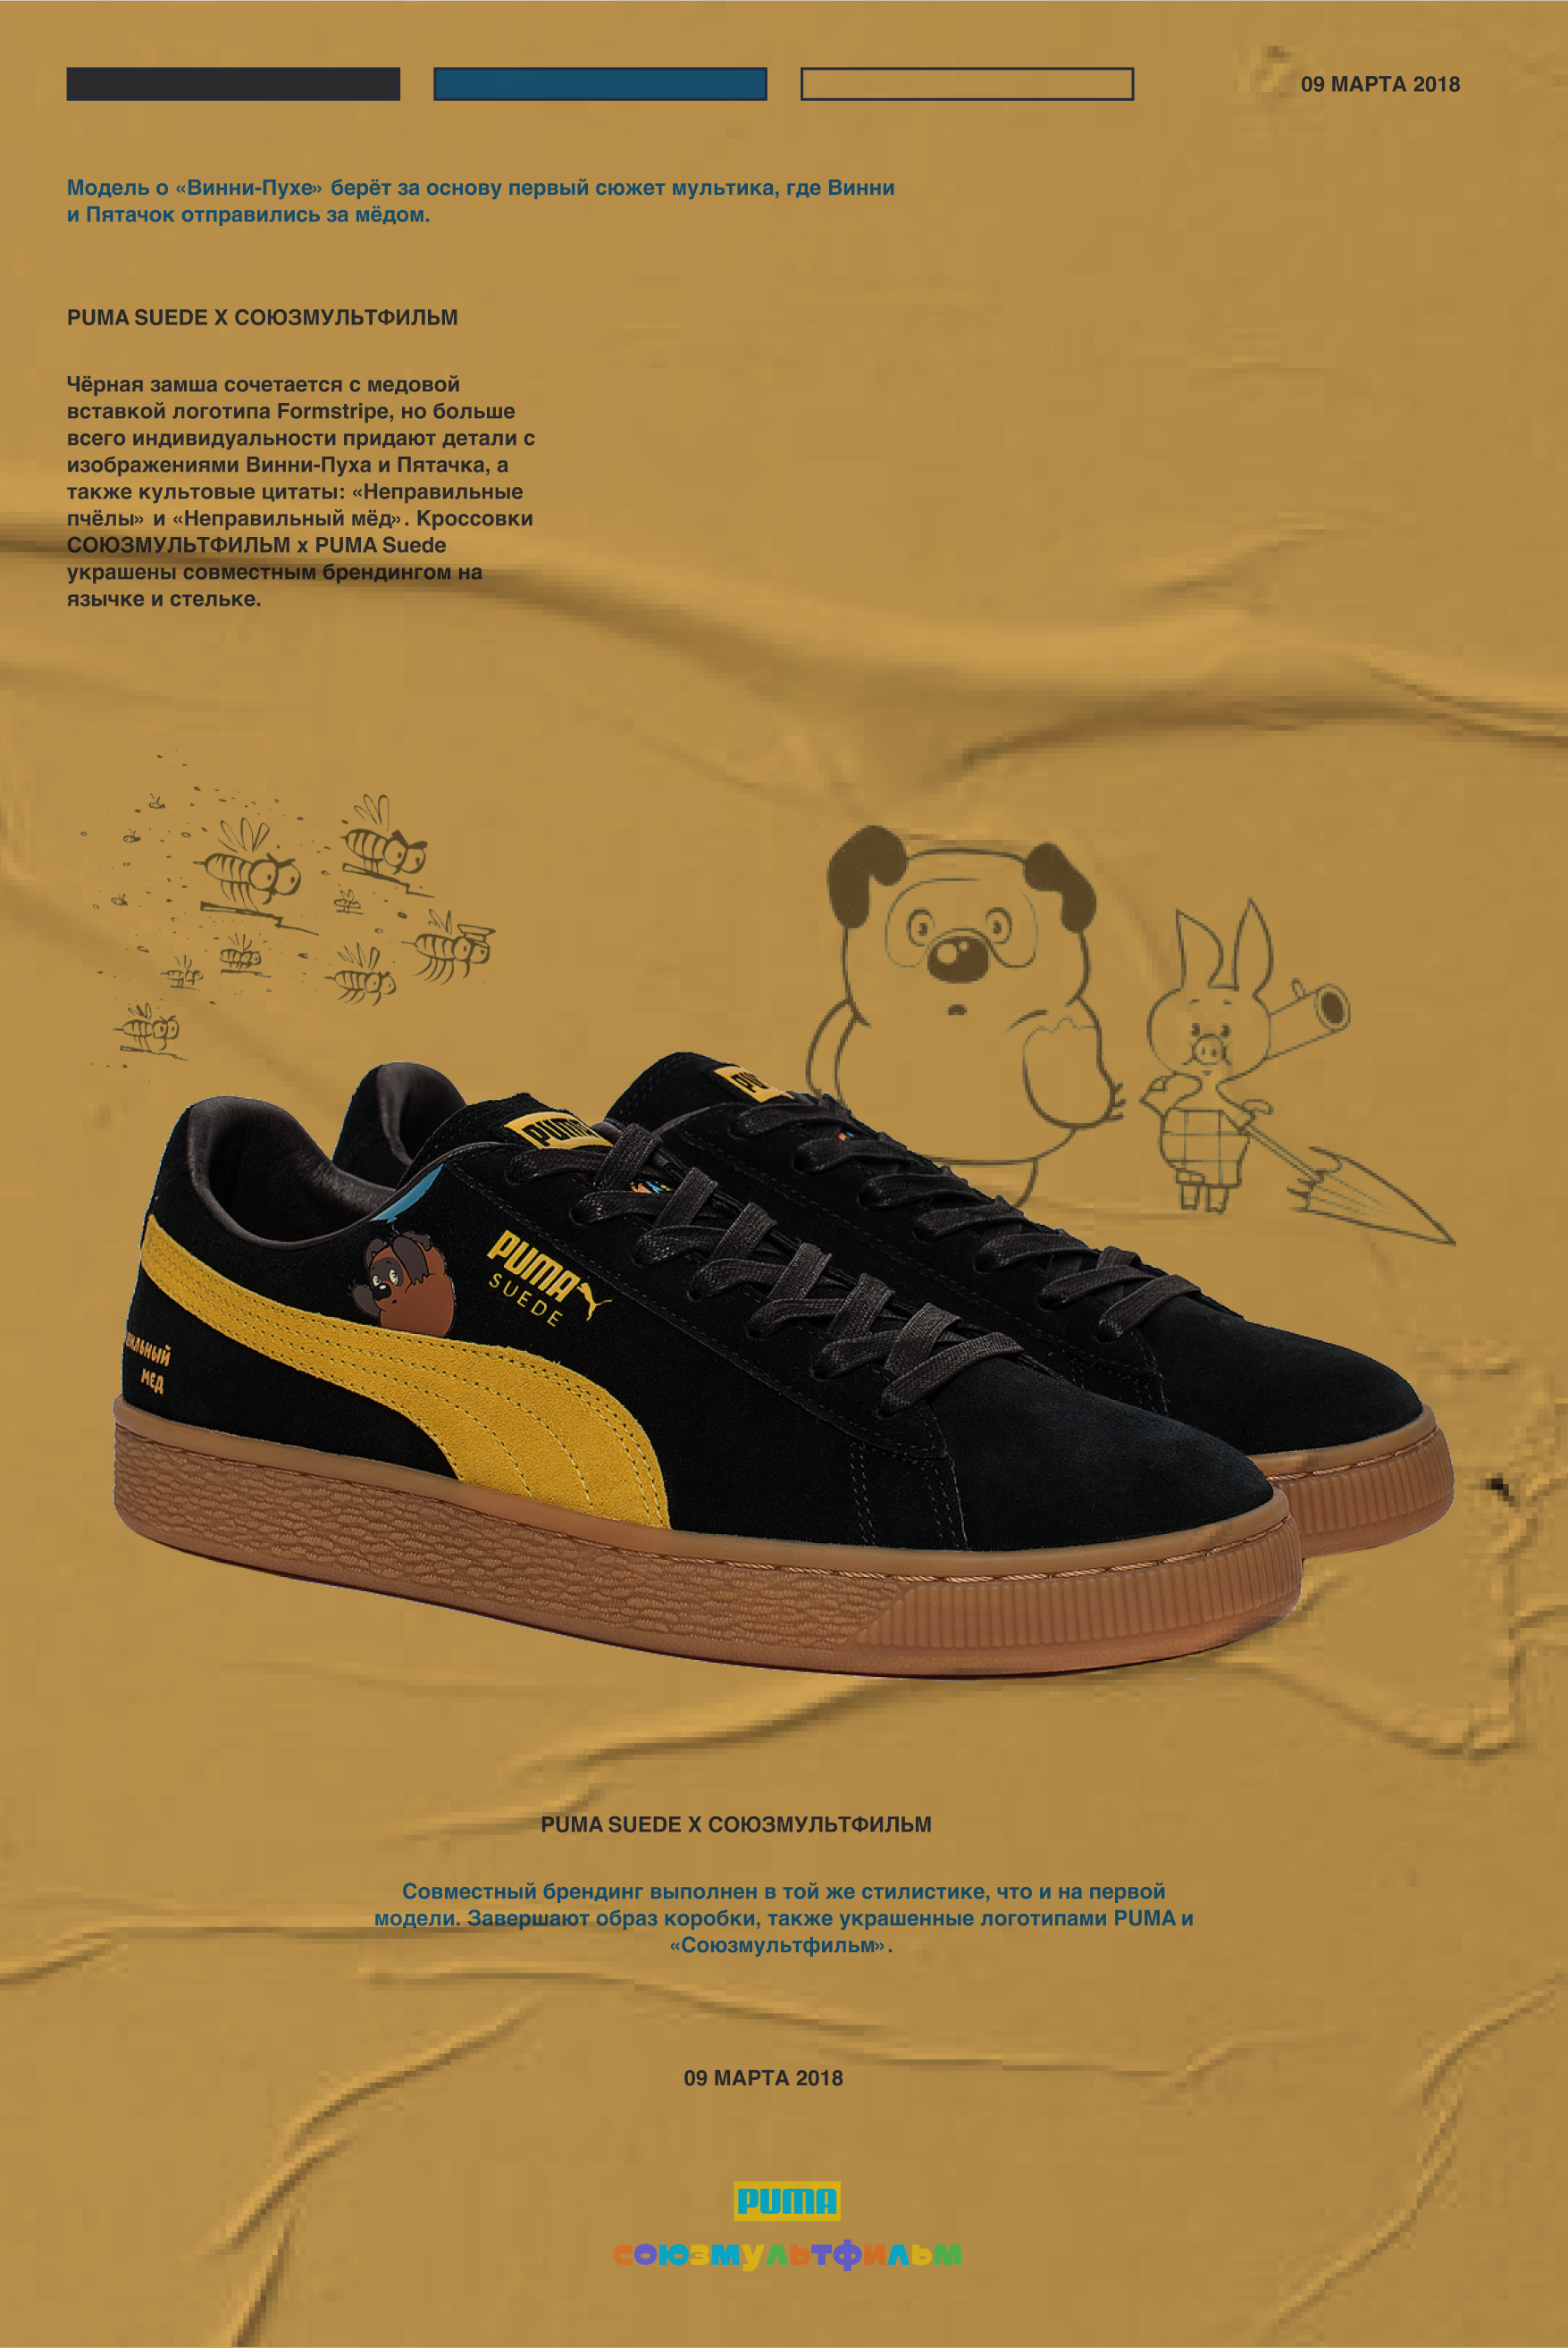 09 МАРТА 2018
Модель о «Винни-Пухе» берёт за основу первый сюжет мультика, где Винни
и Пятачок отправились за мёдом.
PUMA SUEDE X СОЮЗМУЛЬТФИЛЬМ
Чёрная замша сочетается с медовой
вставкой логотипа Formstripe, но больше
всего индивидуальности придают детали с
изображениями Винни-Пуха и Пятачка, а
также культовые цитаты: «Неправильные
пчёлы» и «Неправильный мёд». Кроссовки
СОЮЗМУЛЬТФИЛЬМ x PUMA Suede
украшены совместным брендингом на
язычке и стельке.
PUMA
PUMA
SUEDE
МЕД
PUMA SUEDE X СОЮЗМУЛЬТФИЛЬМ
Совместный брендинг выполнен в той же стилистике, что и на первой
модели. Завершают образ коробки, также украшенные логотипами PUMA и
«Союзмультфильм».
09 МАРТА 2018
PUMA
СОЮЗМУЛЬТФИЛЬМ